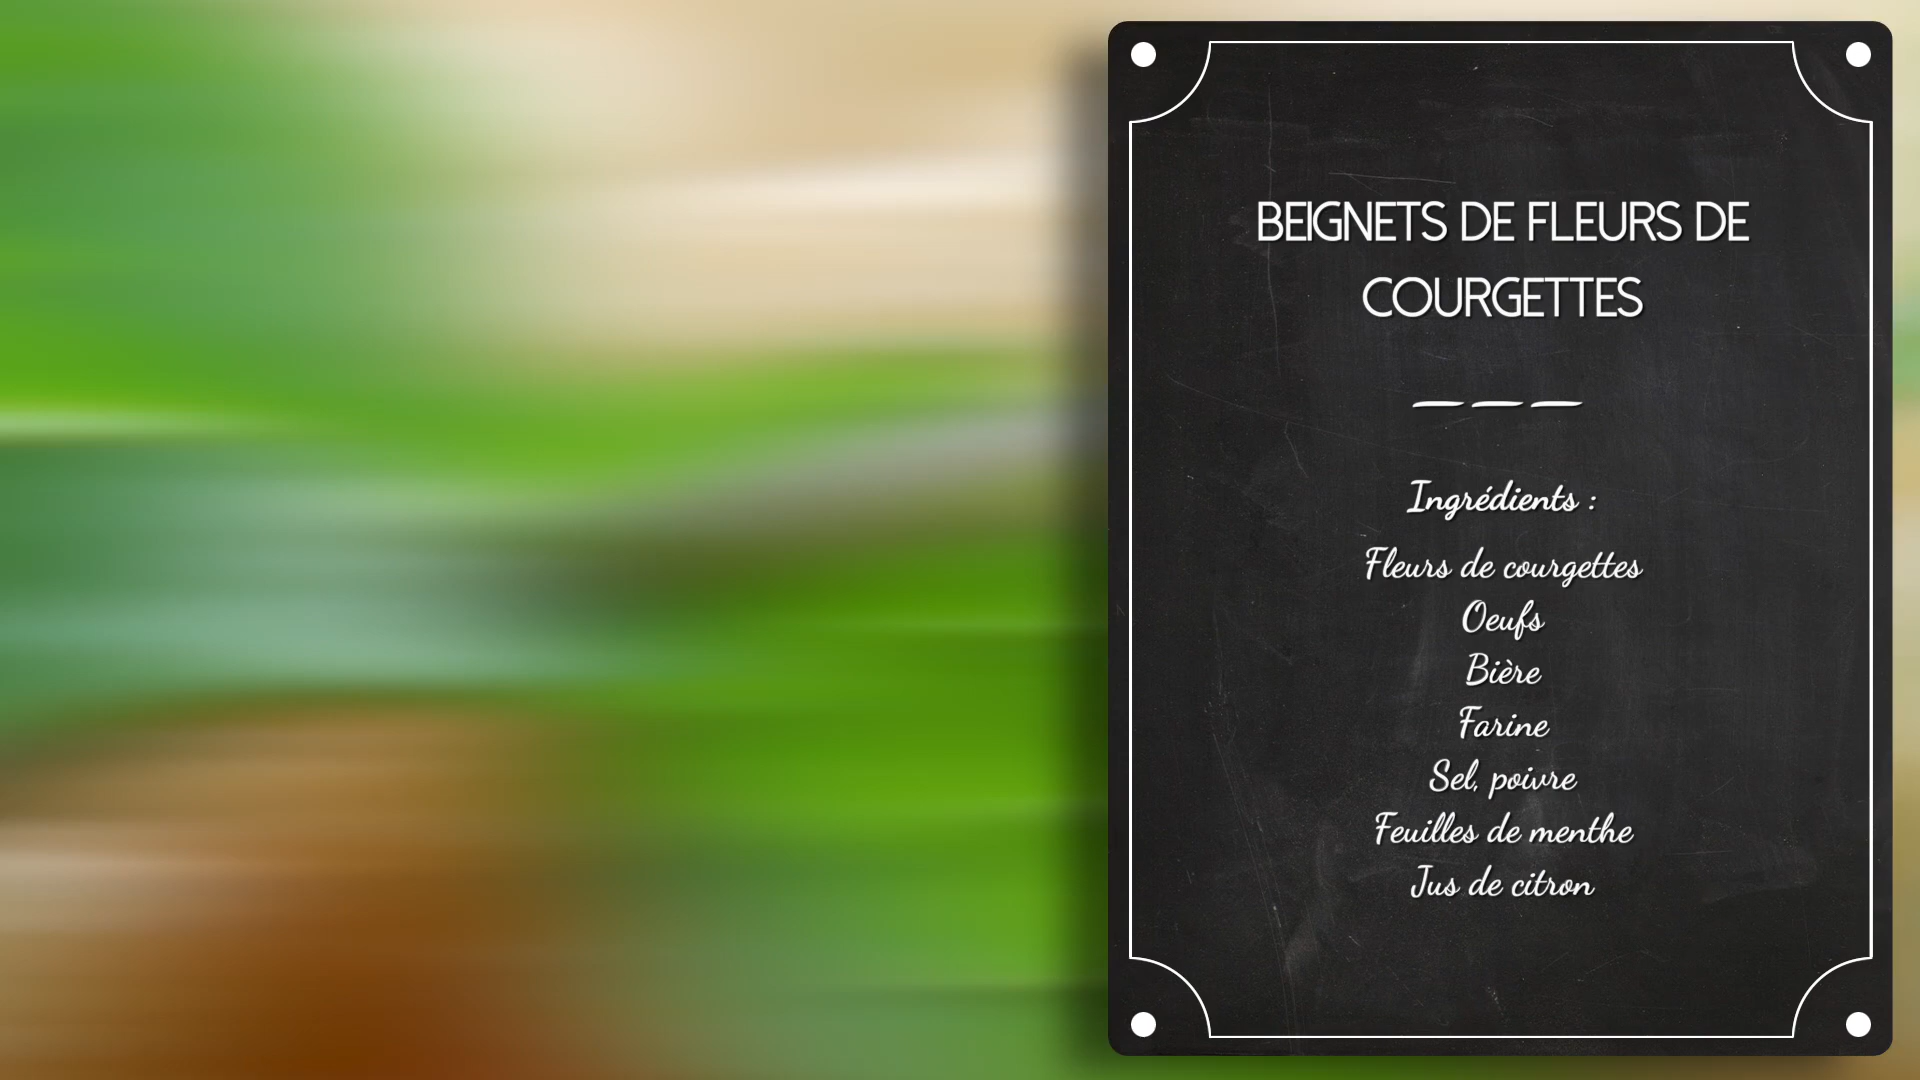 BEIGNETS DE FLEURS DE
COURGETTES
Ingrédients :
Fleurs de courgettes
Oeufs
Bière
Farine
Sel, poivre
Feuilles de menthe
Jus de citron